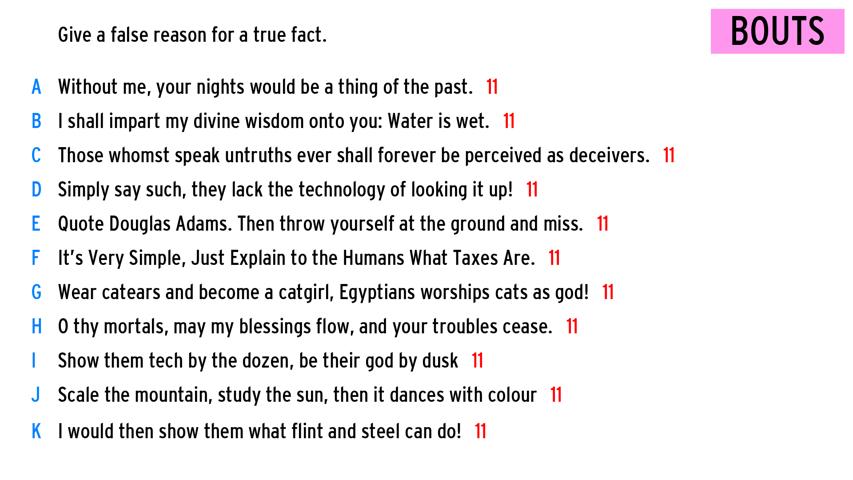 Give a false reason for a true fact.
BOUTS
A Without me, your nights would be a thing of the past. 11
B I shall impart my divine wisdom onto you: Water is wet. 11
C Those whomst speak untruths ever shall forever be perceived as deceivers. 11
D Simply say such, they lack the technology of looking it up! 11
E Quote Douglas Adams. Then throw yourself at the ground and miss. 11
F It's Very Simple, Just Explain to the Humans What Taxes Are. 11
G Wear catears and become a catgirl, Egyptians worships cats as god! 11
H O thy mortals, may my blessings flow, and your troubles cease. 11
I Show them tech by the dozen, be their god by dusk 11
J Scale the mountain, study the sun, then it dances with colour 11
K I would then show them what flint and steel can do! 11